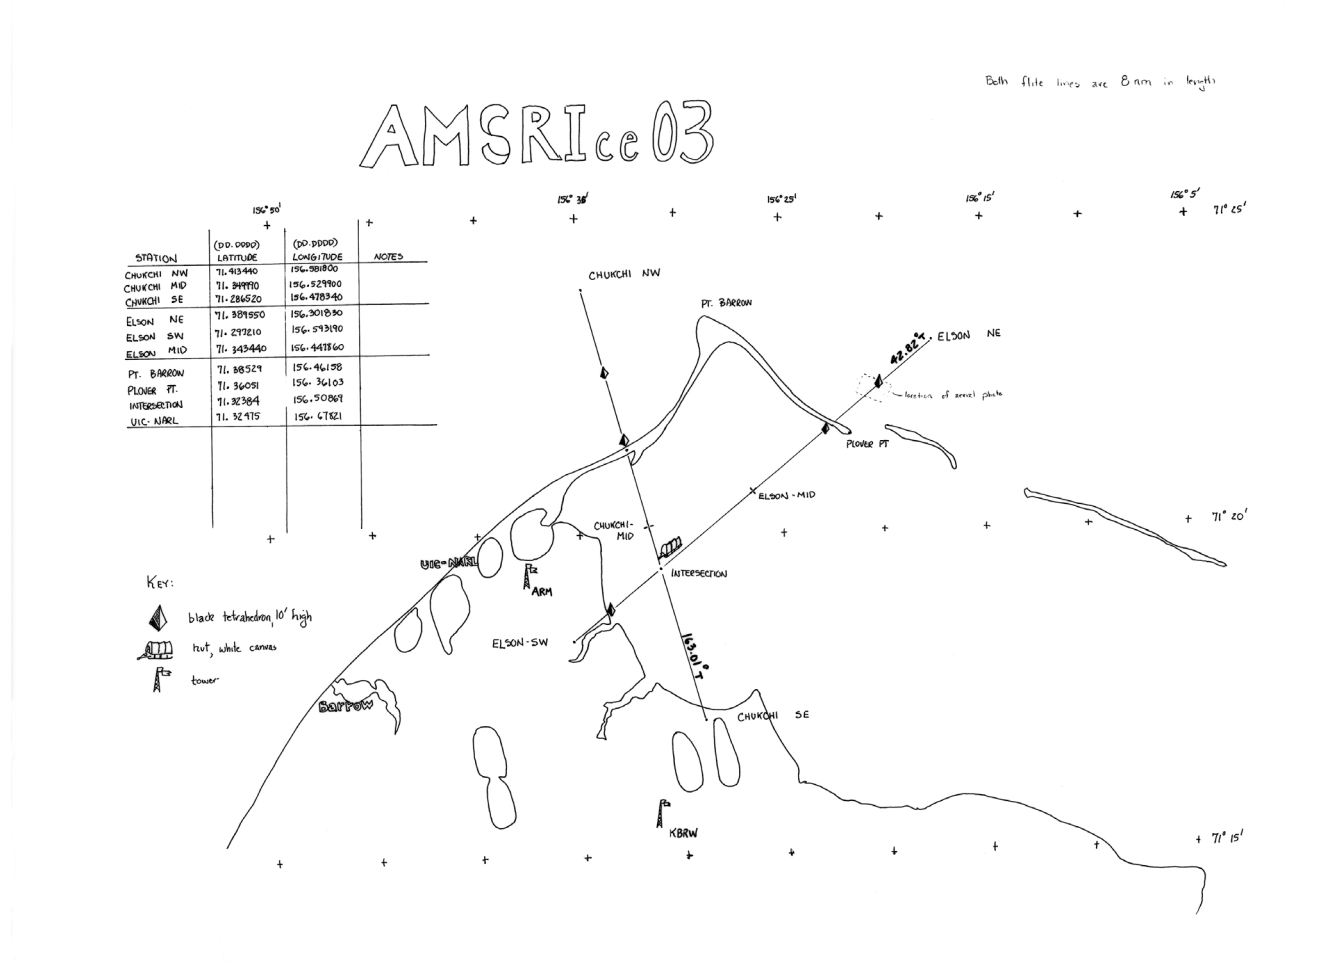 Both flite lines are 8 nm in length
AMSRIce 03
156° 50' 156° 35' 156° 25' 156° 15' 156° 5'
71° 25'
(DD.DDDD) (DD.DDDD)
STATION LATITUDE LONGITUDE NOTES
CHUKCHI NW 71.413440 156.581800
CHUKCHI MID 71.349990 156.529900
CHUKCHI SE 71.286520 156.478340
ELSON NE 71.389550 156.301830
ELSON SW 71.297210 156.593190
ELSON MID 71.343440 156.447860
PT. BARROW 71.38529 156.46158
PLOVER PT. 71.36051 156.36103
INTERSECTION 71.32384 156.50869
UIC-NARL 71.32475 156.67821
CHUKCHI NW
PT. BARROW
42.82°T
ELSON NE
location of aerial photo
PLOVER PT
ELSON-MID
71° 20'
CHUKCHI-
MID
UIC-NARL
INTERSECTION
ARM
KEY:
black tetrahedron, 10' high
hut, white canvas
tower
ELSON-SW
163.01° T
Barrow
CHUKCHI SE
KBRW
71° 15'